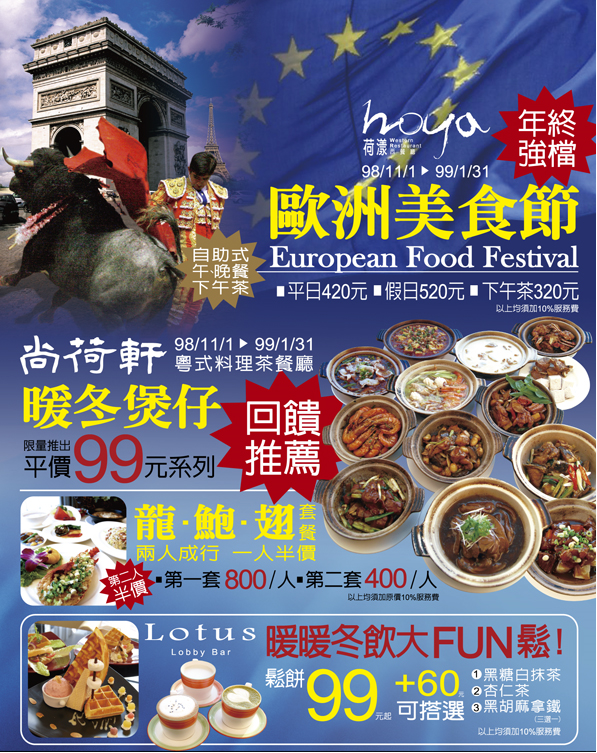 hoya
荷漾 Western Restaurant 西餐廳
年終
強檔
98/11/1 ▶ 99/1/31
歐洲美食節
European Food Festival
自助式
午·晚餐
下午茶
■平日420元 ■假日520元 ■下午茶320元
以上均須加10%服務費
尚荷軒
98/11/1 ▶ 99/1/31
粵式料理茶餐廳
暖冬煲仔
限量推出
平價99元系列
回饋
推薦
龍·鮑·翅套餐
兩人成行 一人半價
第二人
半價
■第一套800/人■第二套400/人
以上均須加原價10%服務費
Lotus
Lobby Bar
暖暖冬飲大FUN鬆!
鬆餅99元起
+60元
可搭選
①黑糖白抹茶
②杏仁茶
③黑胡麻拿鐵
(三選一)
以上均須加10%服務費